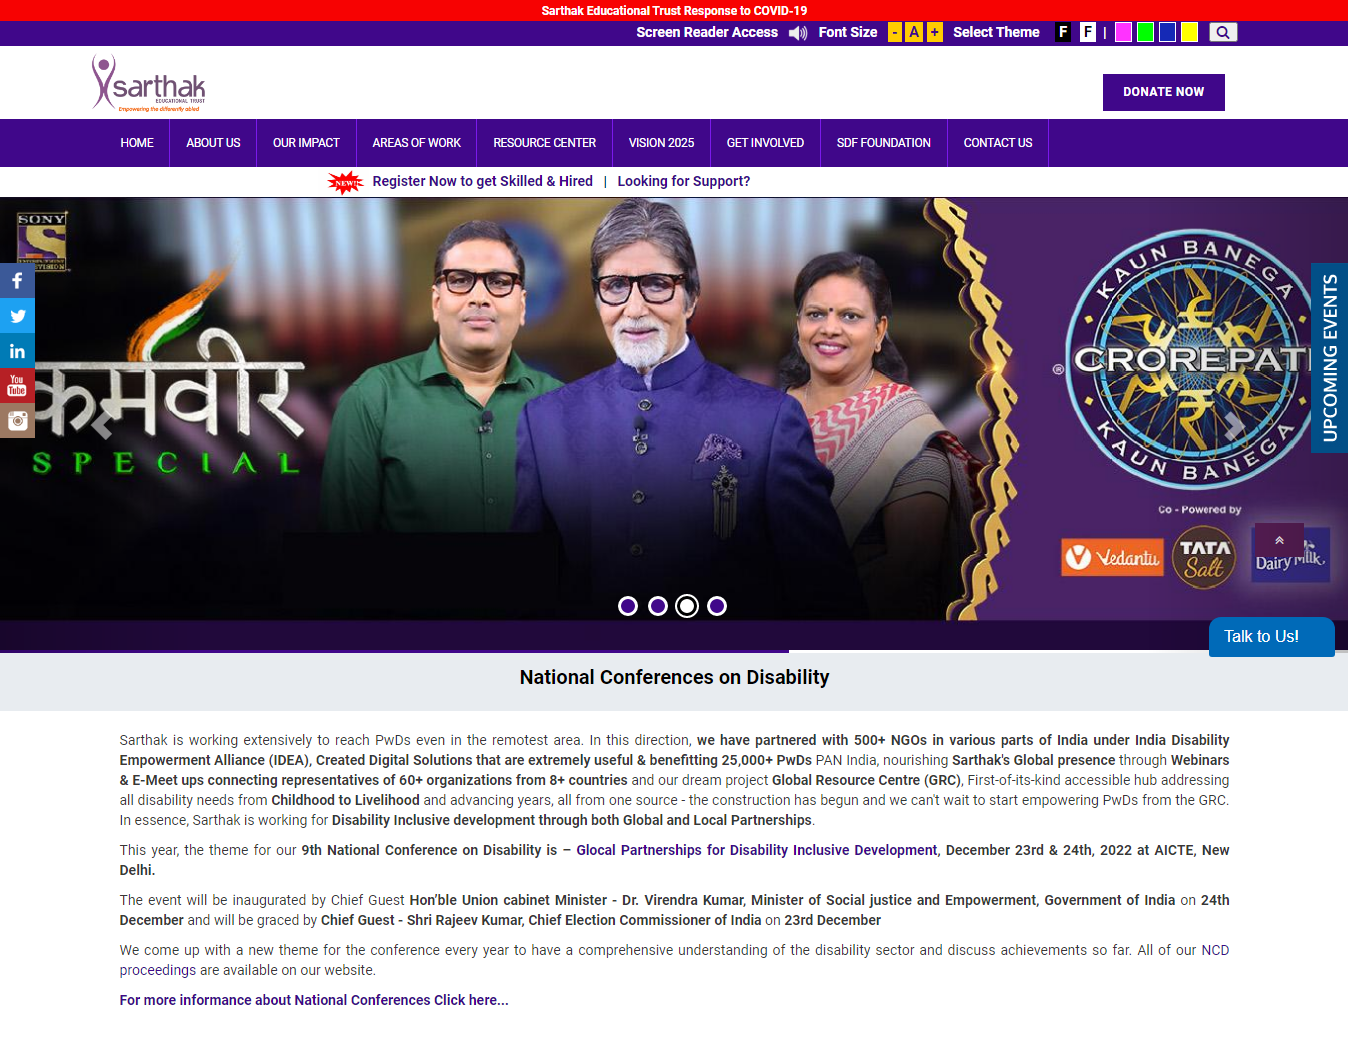 Sarthak Educational Trust Response to COVID-19
Screen Reader Access Font Size - A + Select Theme F F |
sarthak
EDUCATIONAL TRUST
Empowering the differently abled
DONATE NOW
HOME ABOUT US OUR IMPACT AREAS OF WORK RESOURCE CENTER VISION 2025 GET INVOLVED SDF FOUNDATION CONTACT US
NEW! Register Now to get Skilled & Hired | Looking for Support?
SONY
कर्मवीर
SPECIAL
You
Tube
KAUN BANEGA
CROREPATI
®
KAUN BANEGA
UPCOMING EVENTS
Co - Powered by
Vedantu
TATA
Salt
Dairy Milk
Talk to Us!
National Conferences on Disability
Sarthak is working extensively to reach PwDs even in the remotest area. In this direction, we have partnered with 500+ NGOs in various parts of India under India Disability
Empowerment Alliance (IDEA), Created Digital Solutions that are extremely useful & benefitting 25,000+ PwDs PAN India, nourishing Sarthak's Global presence through Webinars
& E-Meet ups connecting representatives of 60+ organizations from 8+ countries and our dream project Global Resource Centre (GRC), First-of-its-kind accessible hub addressing
all disability needs from Childhood to Livelihood and advancing years, all from one source - the construction has begun and we can't wait to start empowering PwDs from the GRC.
In essence, Sarthak is working for Disability Inclusive development through both Global and Local Partnerships.
This year, the theme for our 9th National Conference on Disability is – Glocal Partnerships for Disability Inclusive Development, December 23rd & 24th, 2022 at AICTE, New
Delhi.
The event will be inaugurated by Chief Guest Hon'ble Union cabinet Minister - Dr. Virendra Kumar, Minister of Social justice and Empowerment, Government of India on 24th
December and will be graced by Chief Guest - Shri Rajeev Kumar, Chief Election Commissioner of India on 23rd December
We come up with a new theme for the conference every year to have a comprehensive understanding of the disability sector and discuss achievements so far. All of our NCD
proceedings are available on our website.
For more informance about National Conferences Click here...